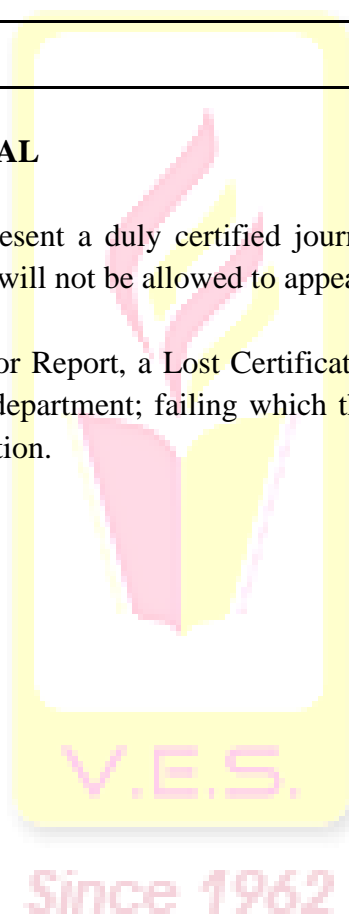 AL
esent a duly certified jour
will not be allowed to appea
or Report, a Lost Certificat
department; failing which th
tion.
V.E.S.
Since 1962